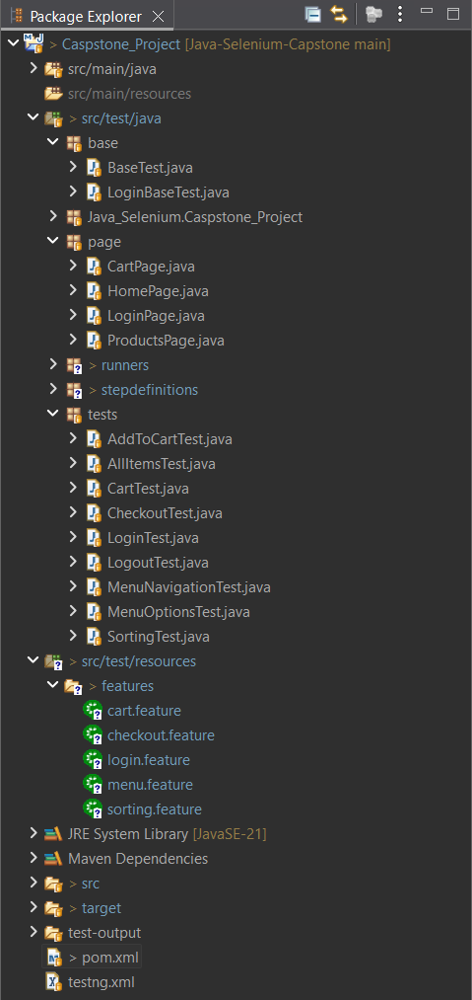 Package Explorer
> Caspstone_Project [Java-Selenium-Capstone main]
src/main/java
src/main/resources
> src/test/java
base
BaseTest.java
LoginBaseTest.java
Java_Selenium.Caspstone_Project
page
CartPage.java
HomePage.java
LoginPage.java
ProductsPage.java
> runners
> stepdefinitions
tests
AddToCartTest.java
AllItemsTest.java
CartTest.java
CheckoutTest.java
LoginTest.java
LogoutTest.java
MenuNavigationTest.java
MenuOptionsTest.java
SortingTest.java
> src/test/resources
> features
cart.feature
checkout.feature
login.feature
menu.feature
sorting.feature
JRE System Library [JavaSE-21]
Maven Dependencies
> src
> target
test-output
> pom.xml
testng.xml